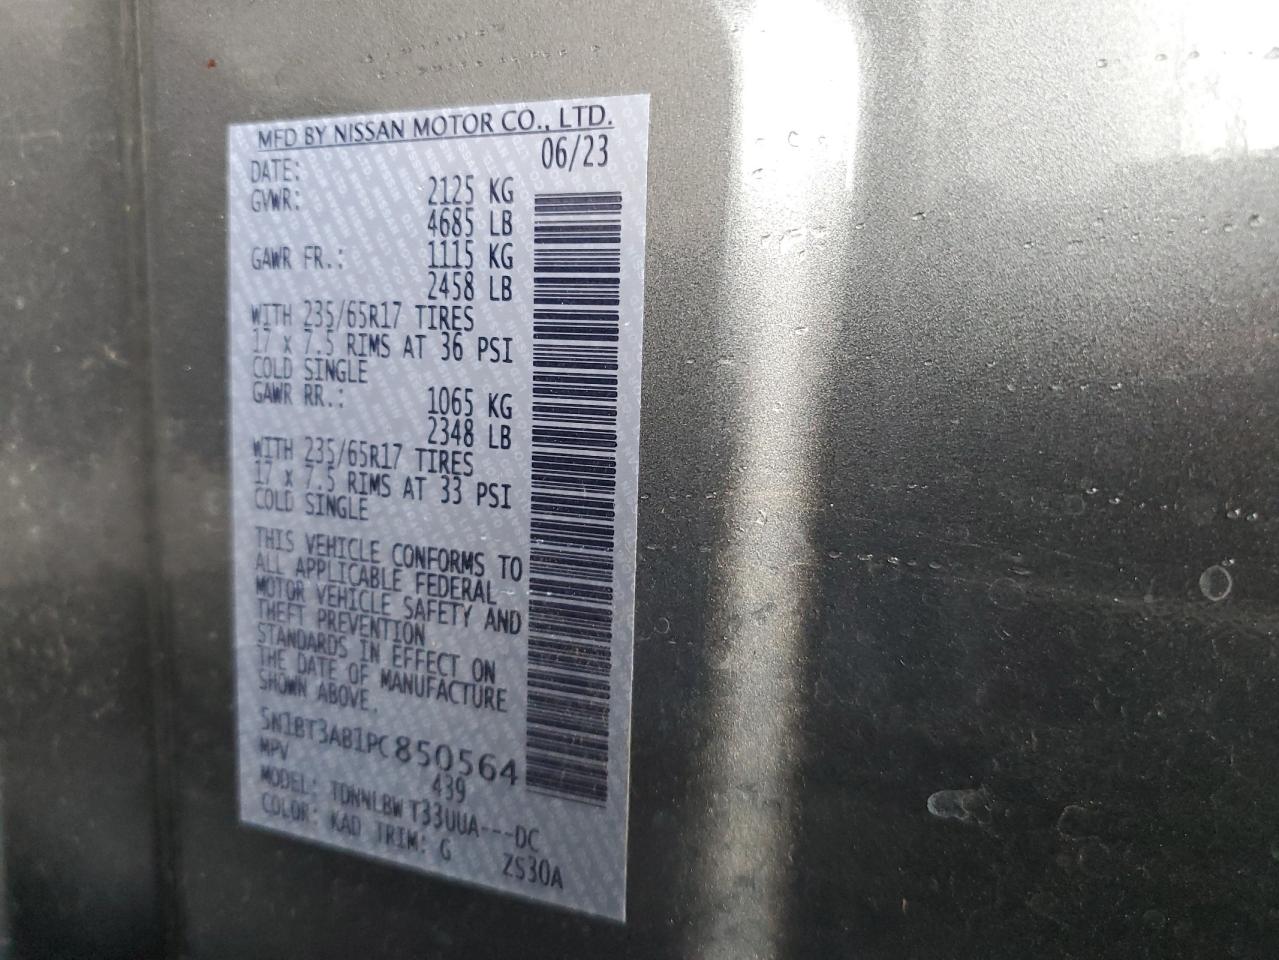 MFD BY NISSAN MOTOR CO., LTD.
DATE: 06/23
GVWR: 2125 KG
4685 LB
GAWR FR.: 1115 KG
2458 LB
WITH 235/65R17 TIRES
17 X 7.5 RIMS AT 36 PSI
COLD SINGLE
GAWR RR.: 1065 KG
2348 LB
WITH 235/65R17 TIRES
17 X 7.5 RIMS AT 33 PSI
COLD SINGLE
THIS VEHICLE CONFORMS TO
ALL APPLICABLE FEDERAL
MOTOR VEHICLE SAFETY AND
THEFT PREVENTION
STANDARDS IN EFFECT ON
THE DATE OF MANUFACTURE
SHOWN ABOVE.
5N1BT3AB1PC850564
MPV 439
MODEL: TDNNLBW T33UUA---DC
COLOR: KAD TRIM: G ZS30A